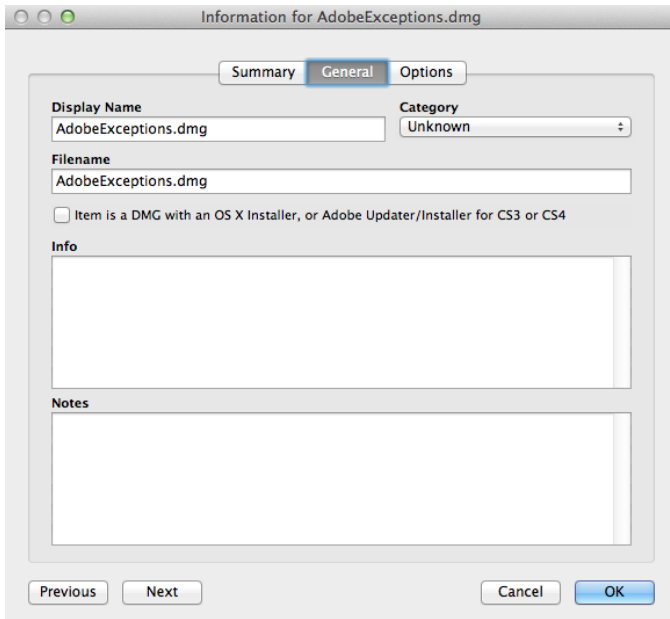 Information for AdobeExceptions.dmg
Summary General Options
Display Name Category
AdobeExceptions.dmg Unknown
Filename
AdobeExceptions.dmg
Item is a DMG with an OS X Installer, or Adobe Updater/Installer for CS3 or CS4
Info
Notes
Previous Next Cancel OK